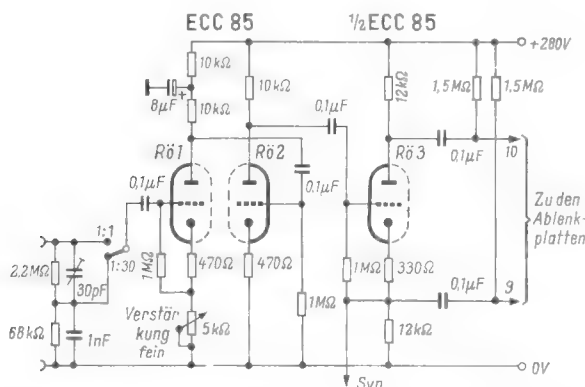 ECC 85
½ECC 85
+280V
10kΩ
10kΩ
12kΩ
1,5MΩ
1,5MΩ
8µF
+
10kΩ
0,1µF
Rö1
Rö2
Rö3
0,1µF
10
0,1µF
0,1µF
Zu den
Ablenk-
platten
1:1
1:30
2,2MΩ
30pF
1MΩ
470Ω
470Ω
1MΩ
330Ω
0,1µF
9
1MΩ
Verstär-
kung
fein
5kΩ
68kΩ
1nF
12kΩ
0V
Syn